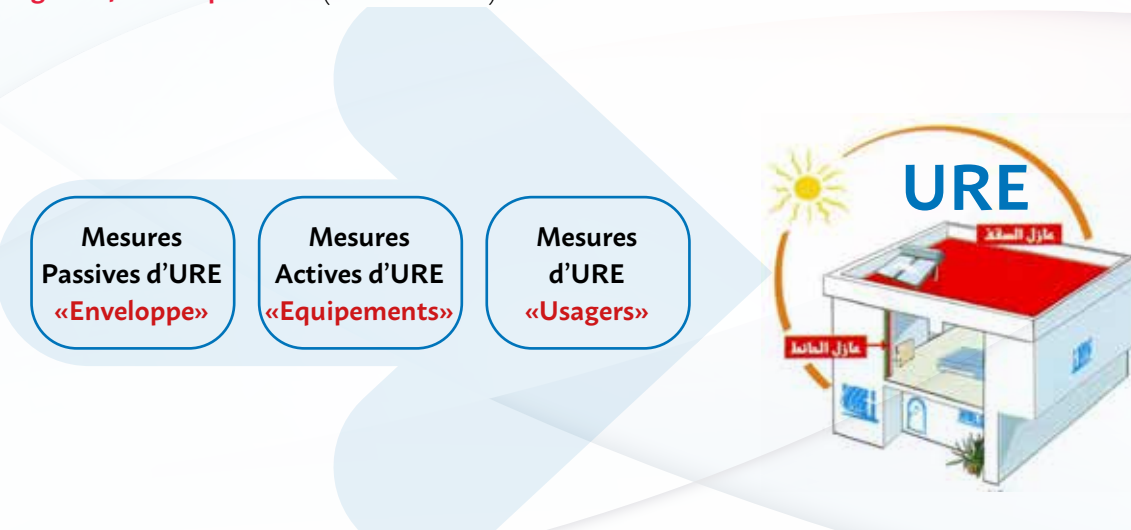 Mesures
Passives d’URE
«Enveloppe»
Mesures
Actives d’URE
«Equipements»
Mesures
d’URE
«Usagers»
URE
عازل السقف
عازل الحائط